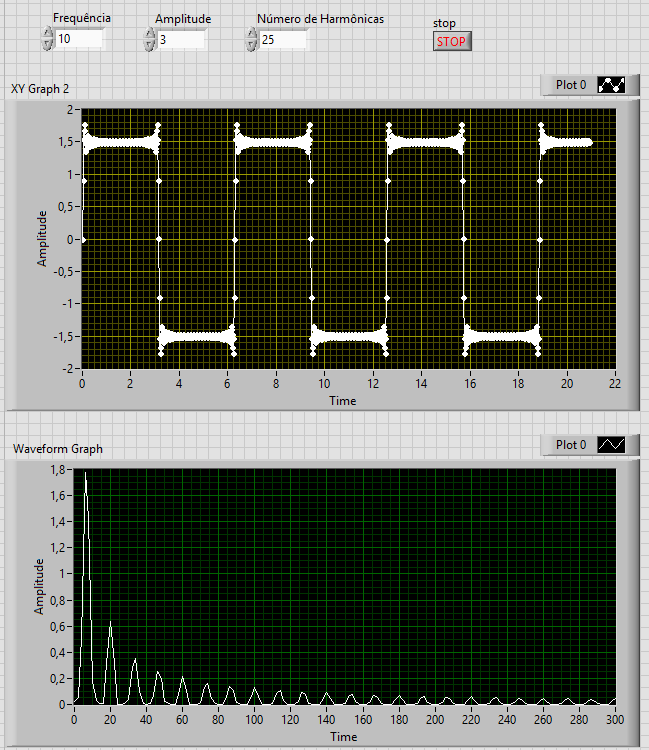 Frequência
Amplitude
Número de Harmônicas
stop
10
3
25
STOP
XY Graph 2
Plot 0
Amplitude
2
1,5
1
0,5
0
-0,5
-1
-1,5
-2
0 2 4 6 8 10 12 14 16 18 20 22
Time
Waveform Graph
Plot 0
Amplitude
1,8
1,6
1,4
1,2
1
0,8
0,6
0,4
0,2
0
0 20 40 60 80 100 120 140 160 180 200 220 240 260 280 300
Time